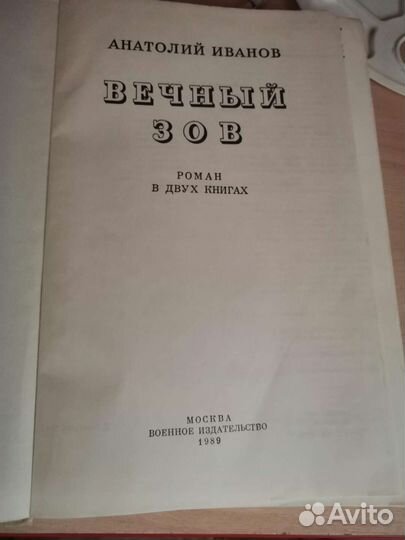 АНАТОЛИЙ ИВАНОВ
ВЕЧНЫЙ
ЗОВ
РОМАН
В ДВУХ КНИГАХ
МОСКВА
ВОЕННОЕ ИЗДАТЕЛЬСТВО
1989
Avito